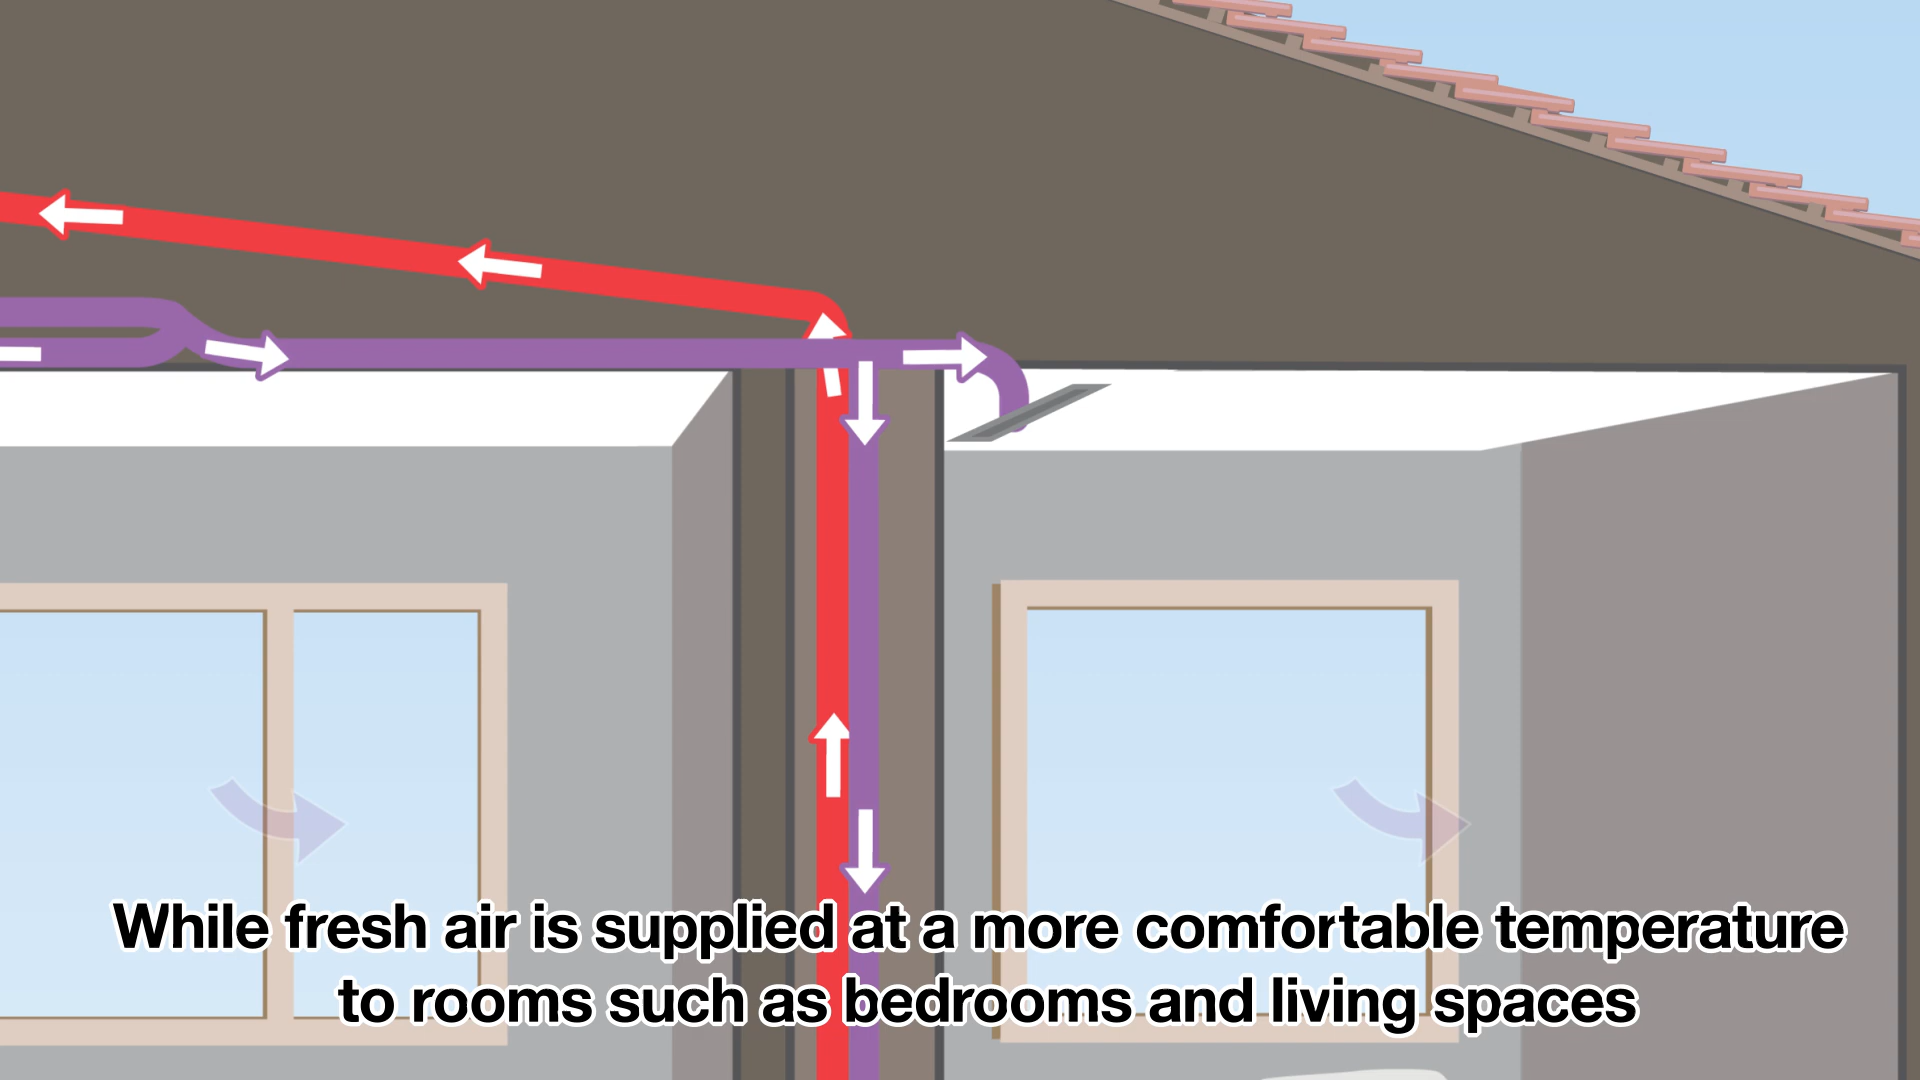 While fresh air is supplied at a more comfortable temperature
to rooms such as bedrooms and living spaces